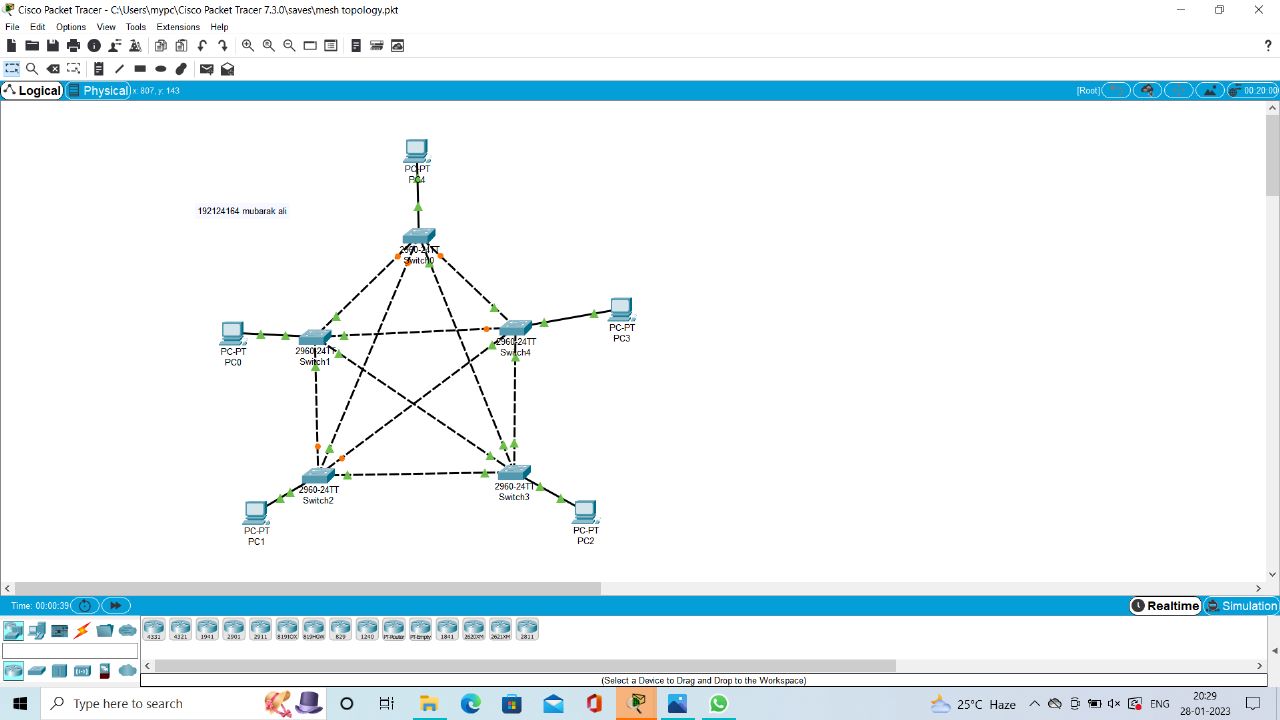 Cisco Packet Tracer - C:\Users\mypc\Cisco Packet Tracer 7.3.0\saves\mesh topology.pkt
File Edit Options View Tools Extensions Help
Logical Physical x: 807, y: 143 [Root] 00:20:00
PC-PT
PC4
192124164 mubarak ali
2960-24TT
Switch0
PC-PT
PC3
2960-24TT
Switch4
PC-PT
PC0
2960-24TT
Switch1
2960-24TT
Switch2
2960-24TT
Switch3
PC-PT
PC1
PC-PT
PC2
Time: 00:00:39 Realtime Simulation
4331 4321 1941 2901 2911 819IOX 819HGW 829 1240 PT-Router PT-Empty 1841 2620XM 2621XM 2811
(Select a Device to Drag and Drop to the Workspace)
Type here to search 25°C Haze ENG 20:29
28-01-2023